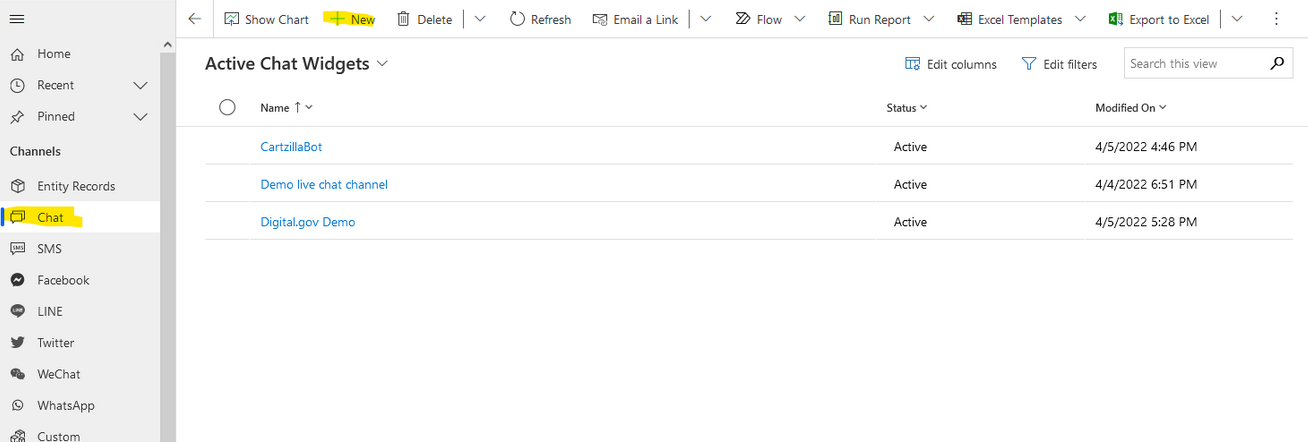 Show Chart New Delete Refresh Email a Link Flow Run Report Excel Templates Export to Excel
Home
Recent
Pinned
Channels
Entity Records
Chat
SMS
Facebook
LINE
Twitter
WeChat
WhatsApp
Custom
Active Chat Widgets Edit columns Edit filters Search this view
Name Status Modified On
CartzillaBot Active 4/5/2022 4:46 PM
Demo live chat channel Active 4/4/2022 6:51 PM
Digital.gov Demo Active 4/5/2022 5:28 PM